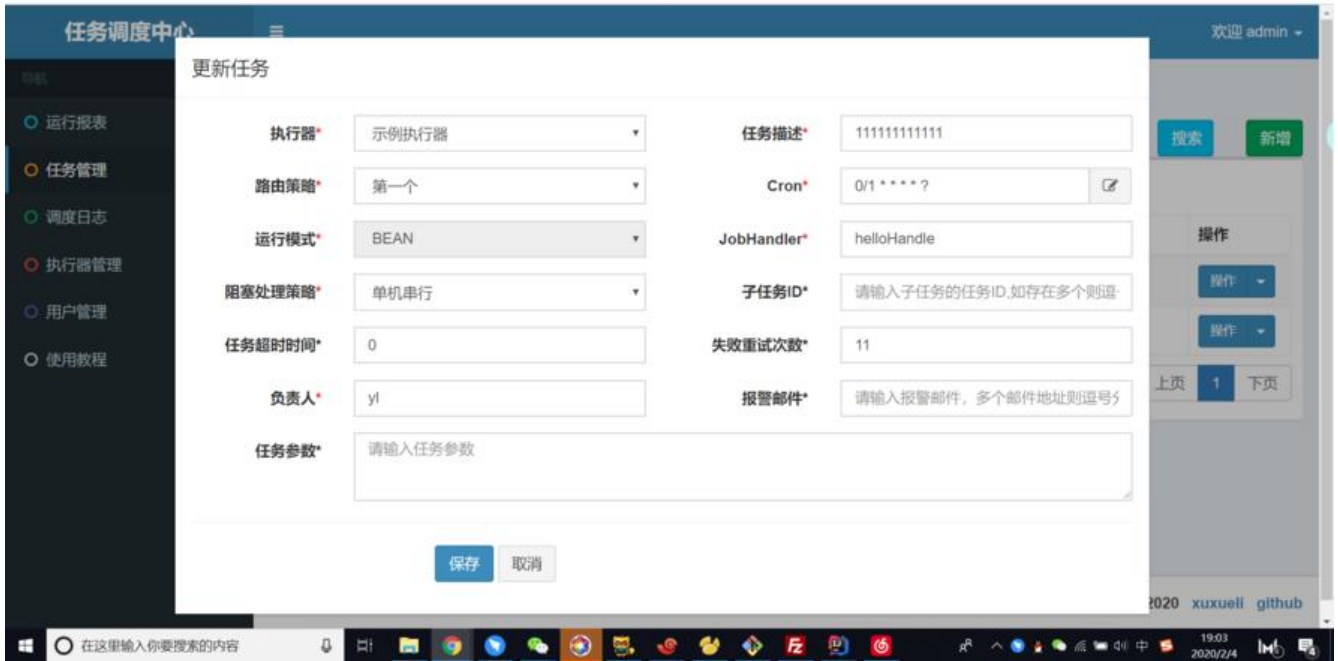 任务调度中心
欢迎 admin
导航
运行报表
任务管理
调度日志
执行器管理
用户管理
使用教程
更新任务
执行器* 示例执行器 任务描述* 111111111111
路由策略* 第一个 Cron* 0/1 * * * * ?
运行模式* BEAN JobHandler* helloHandle
阻塞处理策略* 单机串行 子任务ID* 请输入子任务的任务ID,如存在多个则逗
任务超时时间* 0 失败重试次数* 11
负责人* yl 报警邮件* 请输入报警邮件，多个邮件地址则逗号分
任务参数* 请输入任务参数
保存 取消
搜索 新增
操作
操作
操作
上页 1 下页
2020 xuxueli github
在这里输入你要搜索的内容
中
19:03
2020/2/4